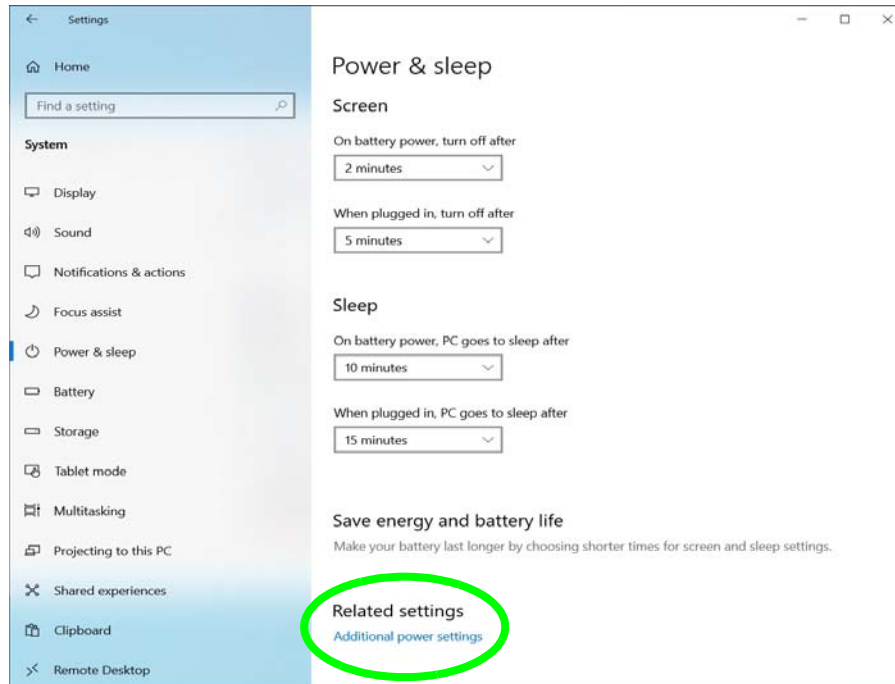 Settings
Home
Find a setting
System
Display
Sound
Notifications & actions
Focus assist
Power & sleep
Battery
Storage
Tablet mode
Multitasking
Projecting to this PC
Shared experiences
Clipboard
Remote Desktop
Power & sleep
Screen
On battery power, turn off after
2 minutes
When plugged in, turn off after
5 minutes
Sleep
On battery power, PC goes to sleep after
10 minutes
When plugged in, PC goes to sleep after
15 minutes
Save energy and battery life
Make your battery last longer by choosing shorter times for screen and sleep settings.
Related settings
Additional power settings